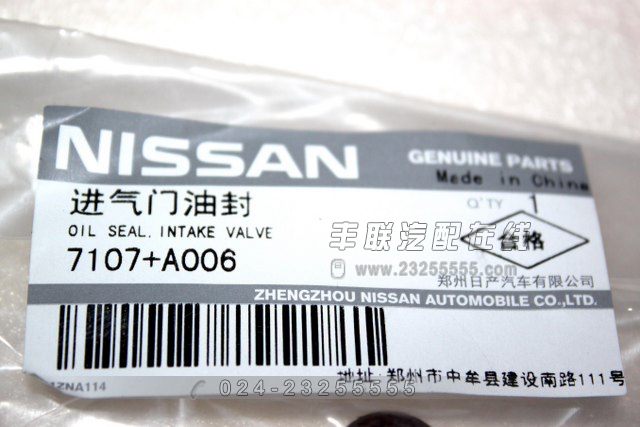 NISSAN
GENUINE PARTS
Made in China
进气门油封
Q'TY 1
OIL SEAL, INTAKE VALVE
合格
7107+A006
丰联汽配在线
www.23255555.com
郑州日产汽车有限公司
ZHENGZHOU NISSAN AUTOMOBILE CO.,LTD.
ZNA114
024-23255555
地址:郑州市中牟县建设南路111号